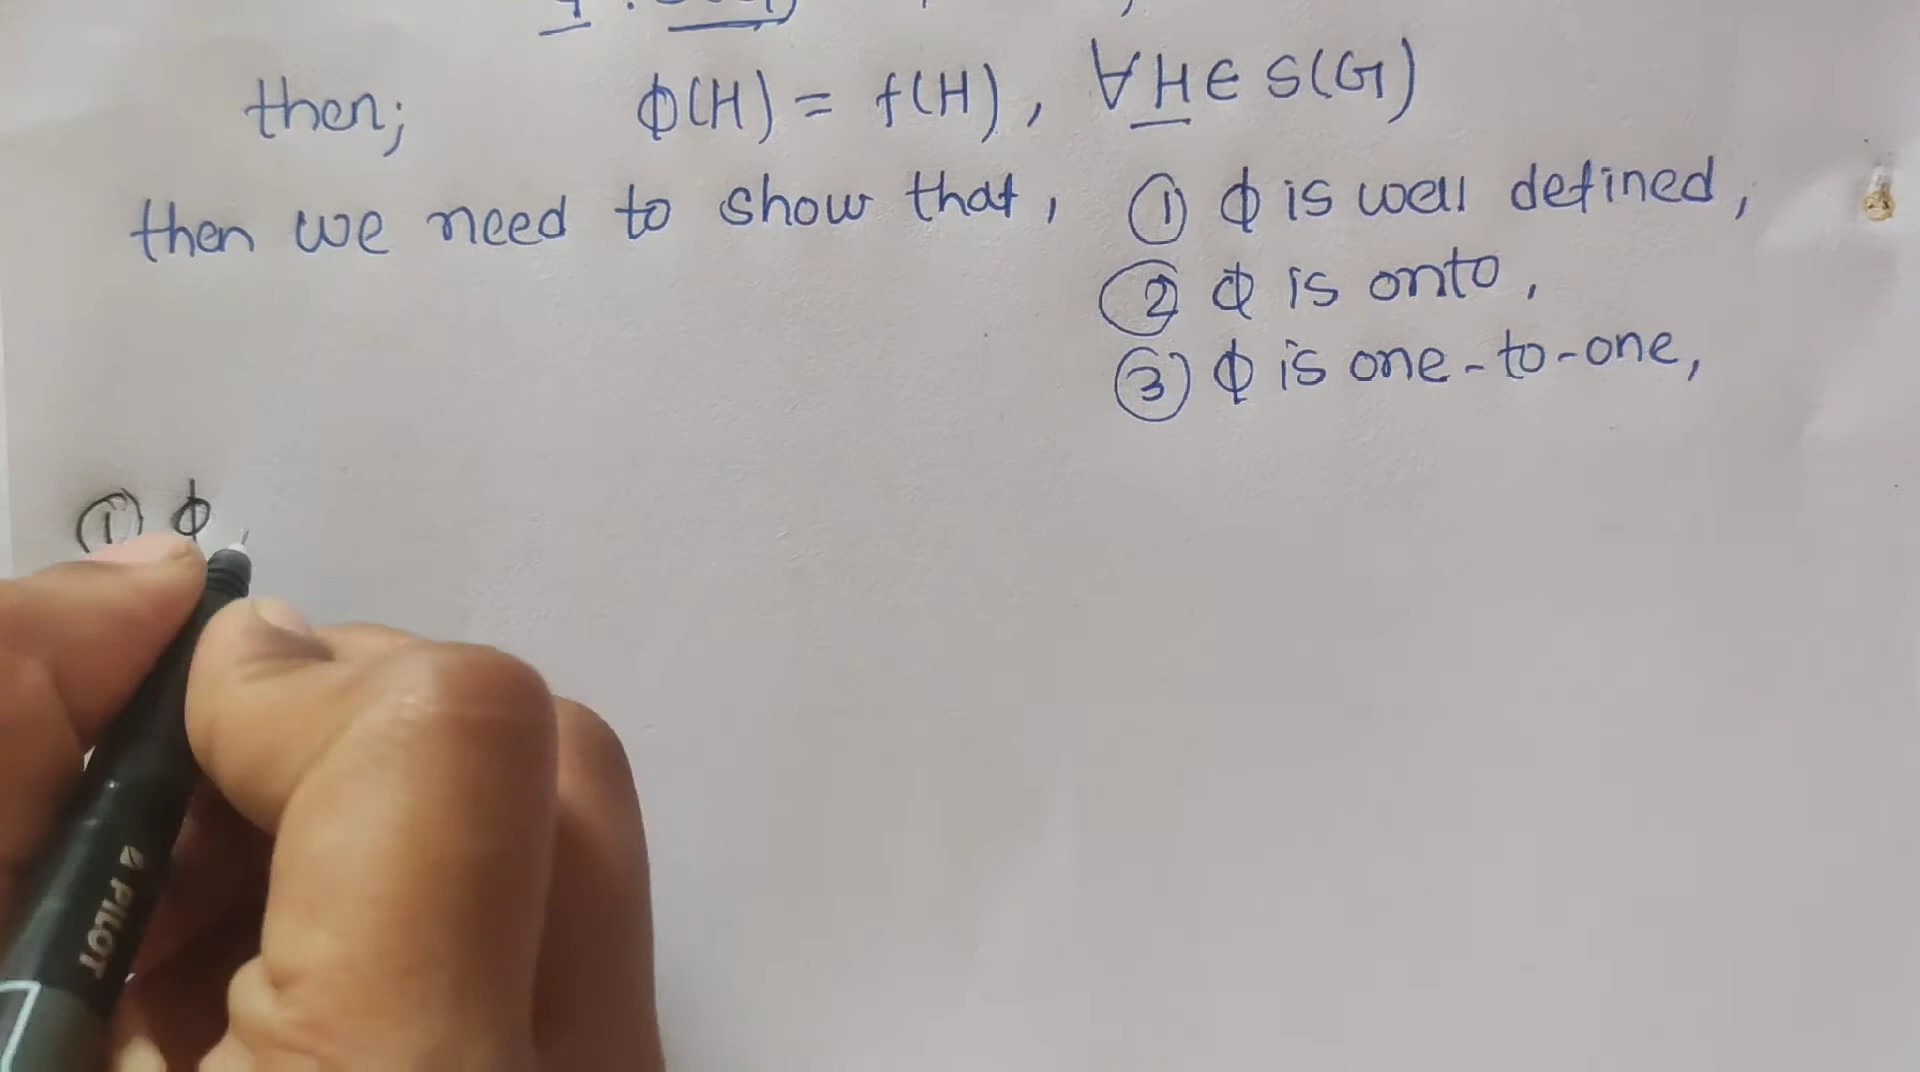 then; ϕ(H) = f(H), ∀ H ∈ S(G)
then we need to show that, ① ϕ is well defined,
② ϕ is onto,
③ ϕ is one-to-one,
① ϕ
PILOT